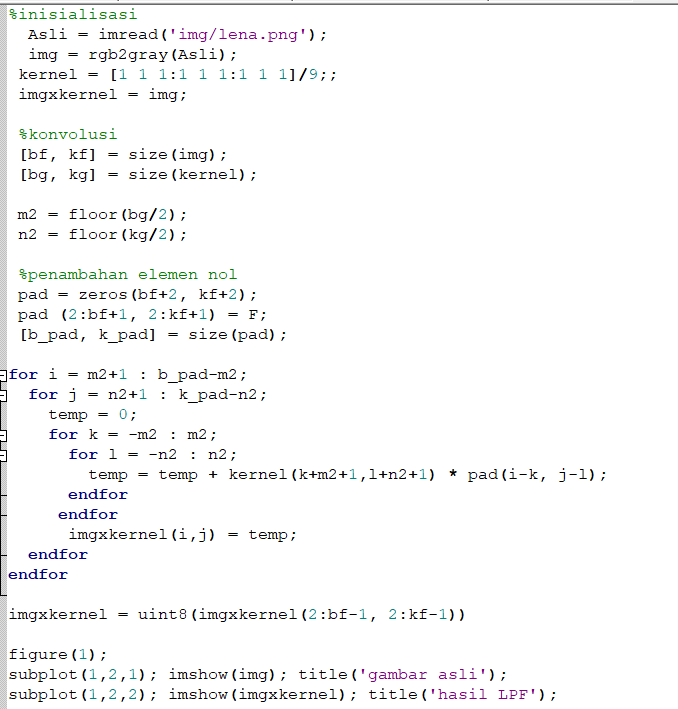 %inisialisasi
Asli = imread('img/lena.png');
img = rgb2gray(Asli);
kernel = [1 1 1:1 1 1:1 1 1]/9;;
imgxkernel = img;
%konvolusi
[bf, kf] = size(img);
[bg, kg] = size(kernel);
m2 = floor(bg/2);
n2 = floor(kg/2);
%penambahan elemen nol
pad = zeros(bf+2, kf+2);
pad (2:bf+1, 2:kf+1) = F;
[b_pad, k_pad] = size(pad);
for i = m2+1 : b_pad-m2;
for j = n2+1 : k_pad-n2;
temp = 0;
for k = -m2 : m2;
for l = -n2 : n2;
temp = temp + kernel(k+m2+1,l+n2+1) * pad(i-k, j-l);
endfor
endfor
imgxkernel(i,j) = temp;
endfor
endfor
imgxkernel = uint8(imgxkernel(2:bf-1, 2:kf-1))
figure(1);
subplot(1,2,1); imshow(img); title('gambar asli');
subplot(1,2,2); imshow(imgxkernel); title('hasil LPF');